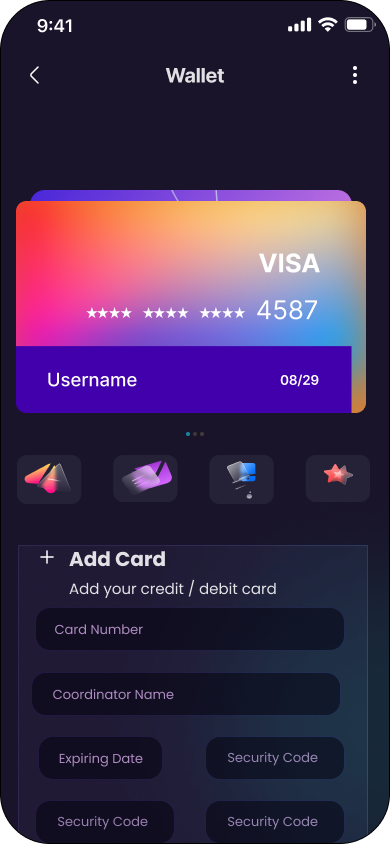 9:41
Wallet
VISA
★★★★ ★★★★ ★★★★ 4587
Username 08/29
+ Add Card
Add your credit / debit card
Card Number
Coordinator Name
Expiring Date Security Code
Security Code Security Code